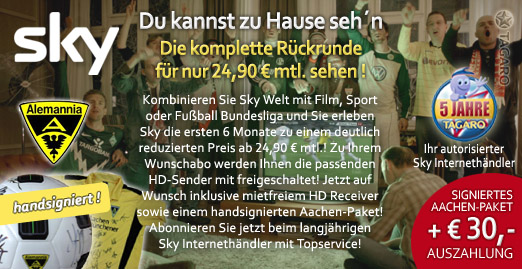 sky
Du kannst zu Hause seh´n
Die komplette Rückrunde
für nur 24,90 € mtl. sehen !
TAGARO
Alemannia
Kombinieren Sie Sky Welt mit Film, Sport
oder Fußball Bundesliga und Sie erleben
Sky die ersten 6 Monate zu einem deutlich
reduzierten Preis ab 24,90 € mtl.! Zu Ihrem
Wunschabo werden Ihnen die passenden
HD-Sender mit freigeschaltet! Jetzt auf
Wunsch inklusive mietfreiem HD Receiver
sowie einem handsignierten Aachen-Paket!
Abonnieren Sie jetzt beim langjährigen
Sky Internethändler mit Topservice!
handsigniert !
5 JAHRE
TAGARO
Ihr autorisierter
Sky Internethändler
SIGNIERTES
AACHEN-PAKET
+ € 30,-
AUSZAHLUNG